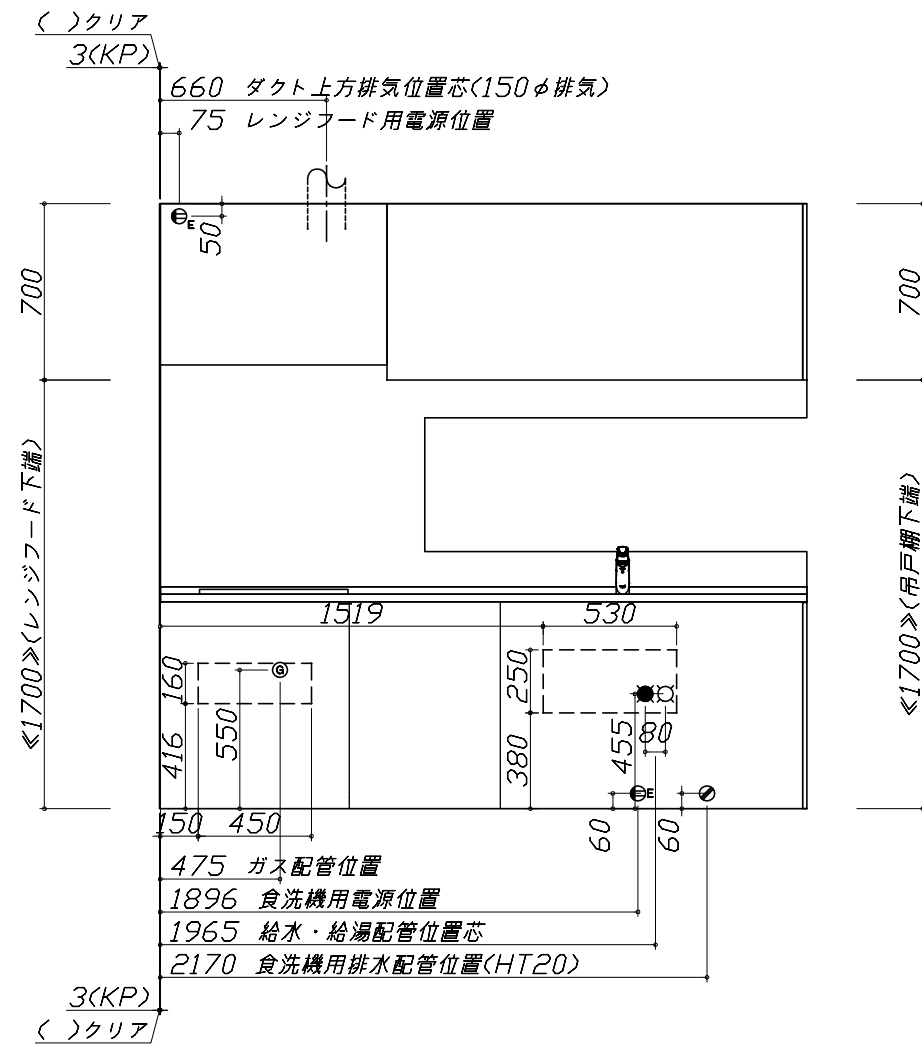 ( )クリア
3(KP)
660 ダクト上方排気位置芯(150φ排気)
75 レンジフード用電源位置
E
50
700
700
≪1700≫(レンジフード下端)
≪1700≫(吊戸棚下端)
1519
530
160
G
250
416
550
380
455
80
E
60
60
150
450
475 ガス配管位置
1896 食洗機用電源位置
1965 給水・給湯配管位置芯
2170 食洗機用排水配管位置(HT20)
3(KP)
( )クリア